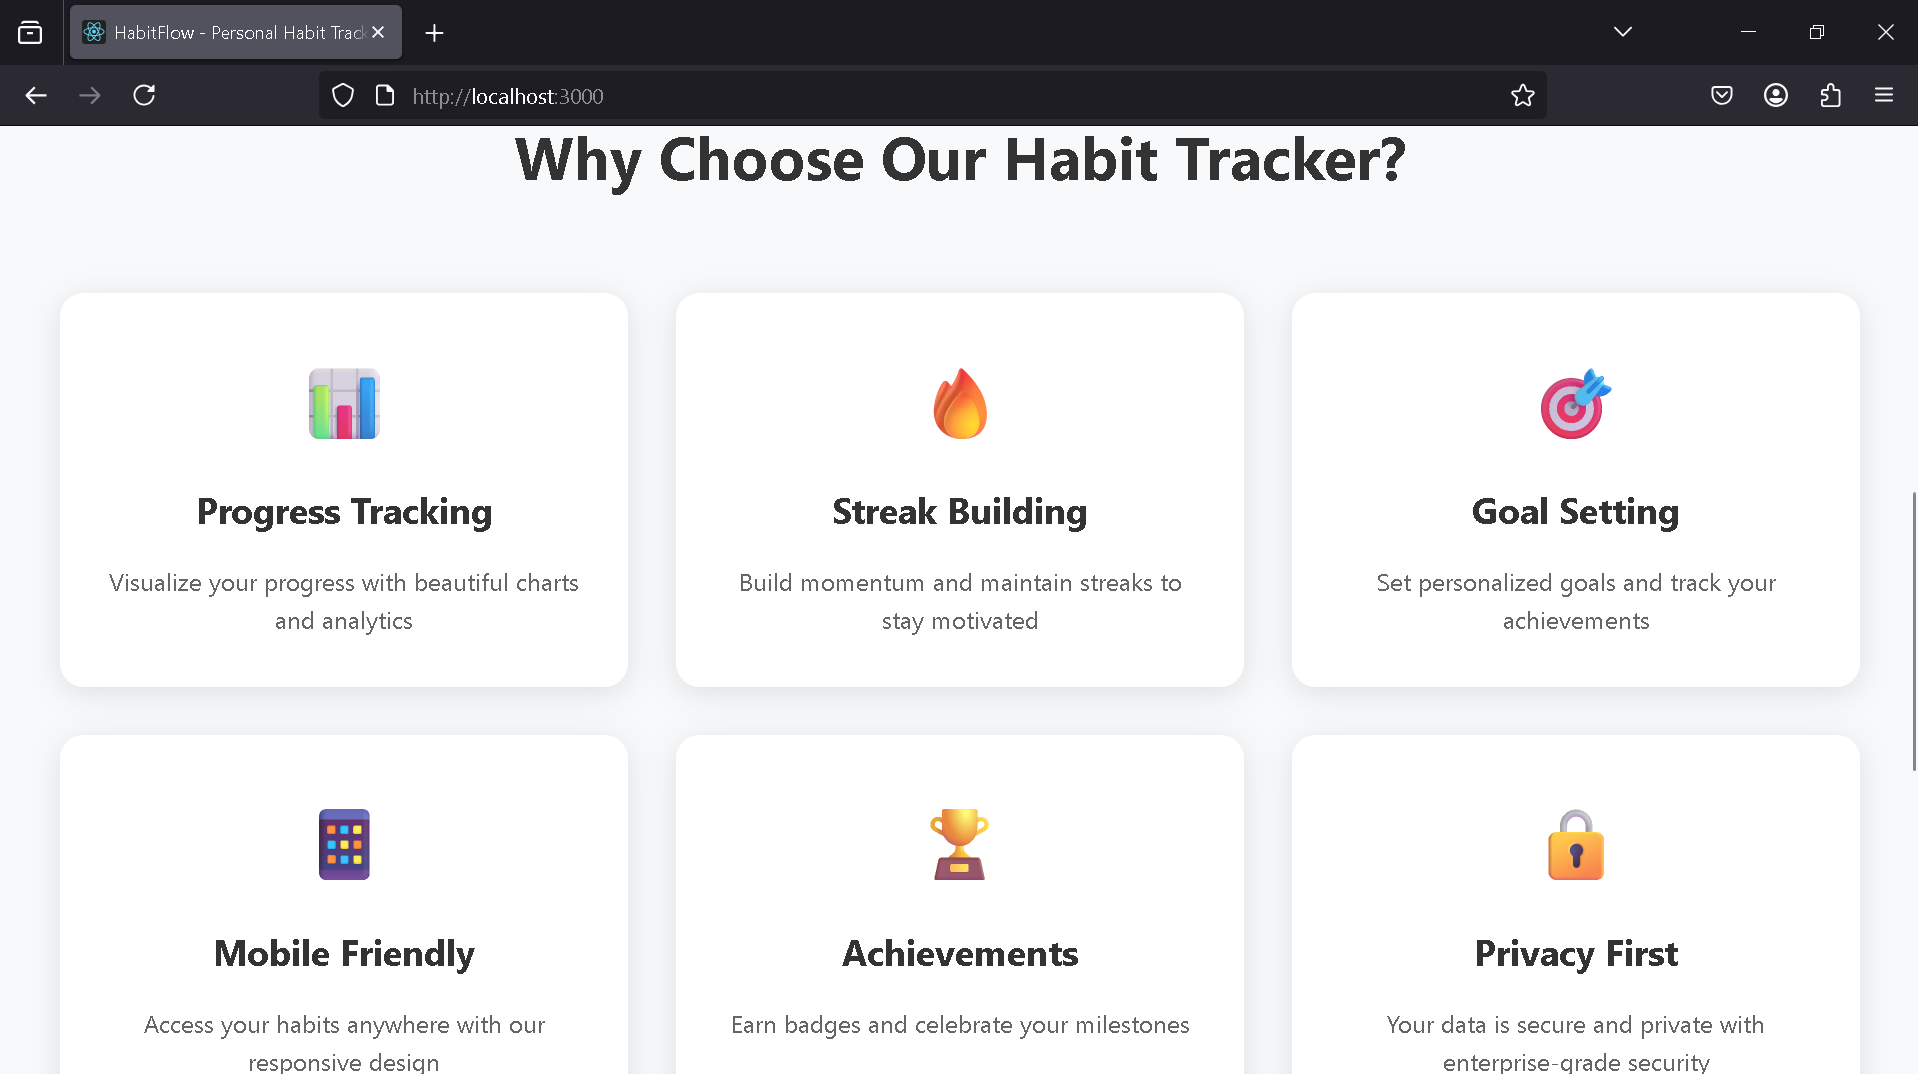 HabitFlow - Personal Habit Trac
http://localhost:3000
Why Choose Our Habit Tracker?
Progress Tracking
Visualize your progress with beautiful charts
and analytics
Streak Building
Build momentum and maintain streaks to
stay motivated
Goal Setting
Set personalized goals and track your
achievements
Mobile Friendly
Access your habits anywhere with our
responsive design
Achievements
Earn badges and celebrate your milestones
Privacy First
Your data is secure and private with
enterprise-grade security